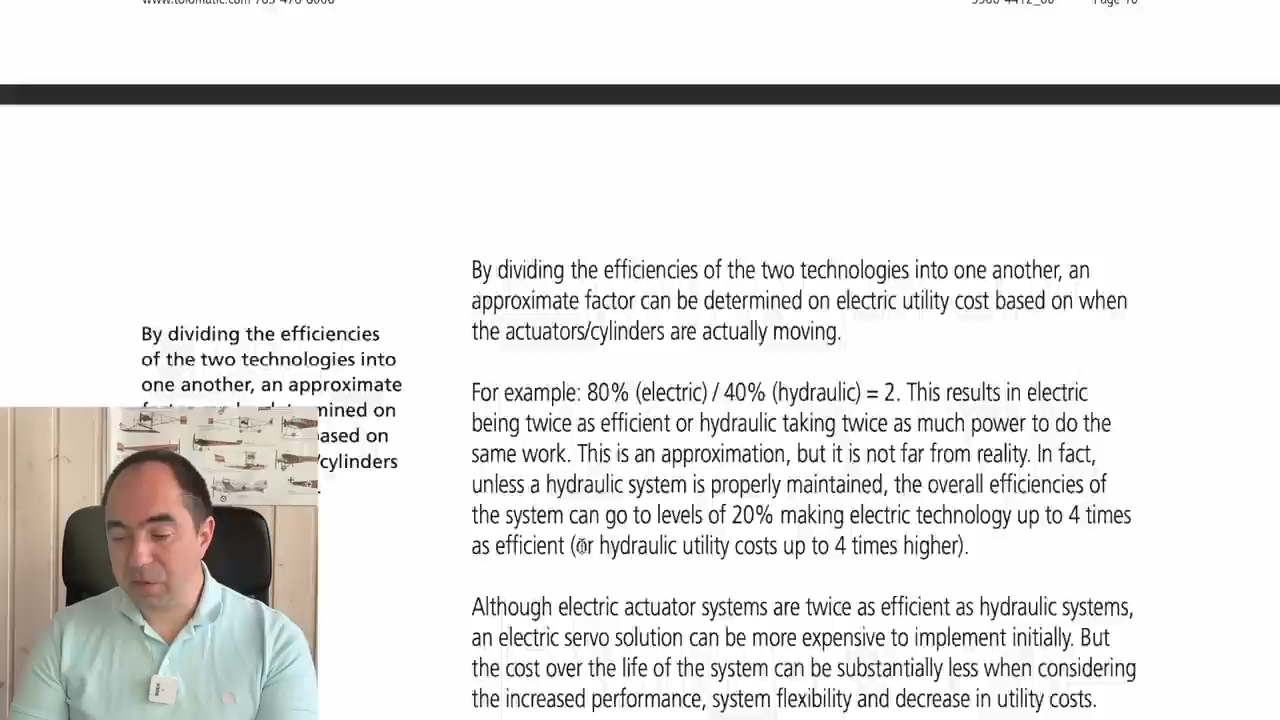 www.tolomatic.com
By dividing the efficiencies
of the two technologies into
one another, an approximate
mined on
ased on
/cylinders
By dividing the efficiencies of the two technologies into one another, an
approximate factor can be determined on electric utility cost based on when
the actuators/cylinders are actually moving.
For example: 80% (electric) / 40% (hydraulic) = 2. This results in electric
being twice as efficient or hydraulic taking twice as much power to do the
same work. This is an approximation, but it is not far from reality. In fact,
unless a hydraulic system is properly maintained, the overall efficiencies of
the system can go to levels of 20% making electric technology up to 4 times
as efficient (or hydraulic utility costs up to 4 times higher).
Although electric actuator systems are twice as efficient as hydraulic systems,
an electric servo solution can be more expensive to implement initially. But
the cost over the life of the system can be substantially less when considering
the increased performance, system flexibility and decrease in utility costs.